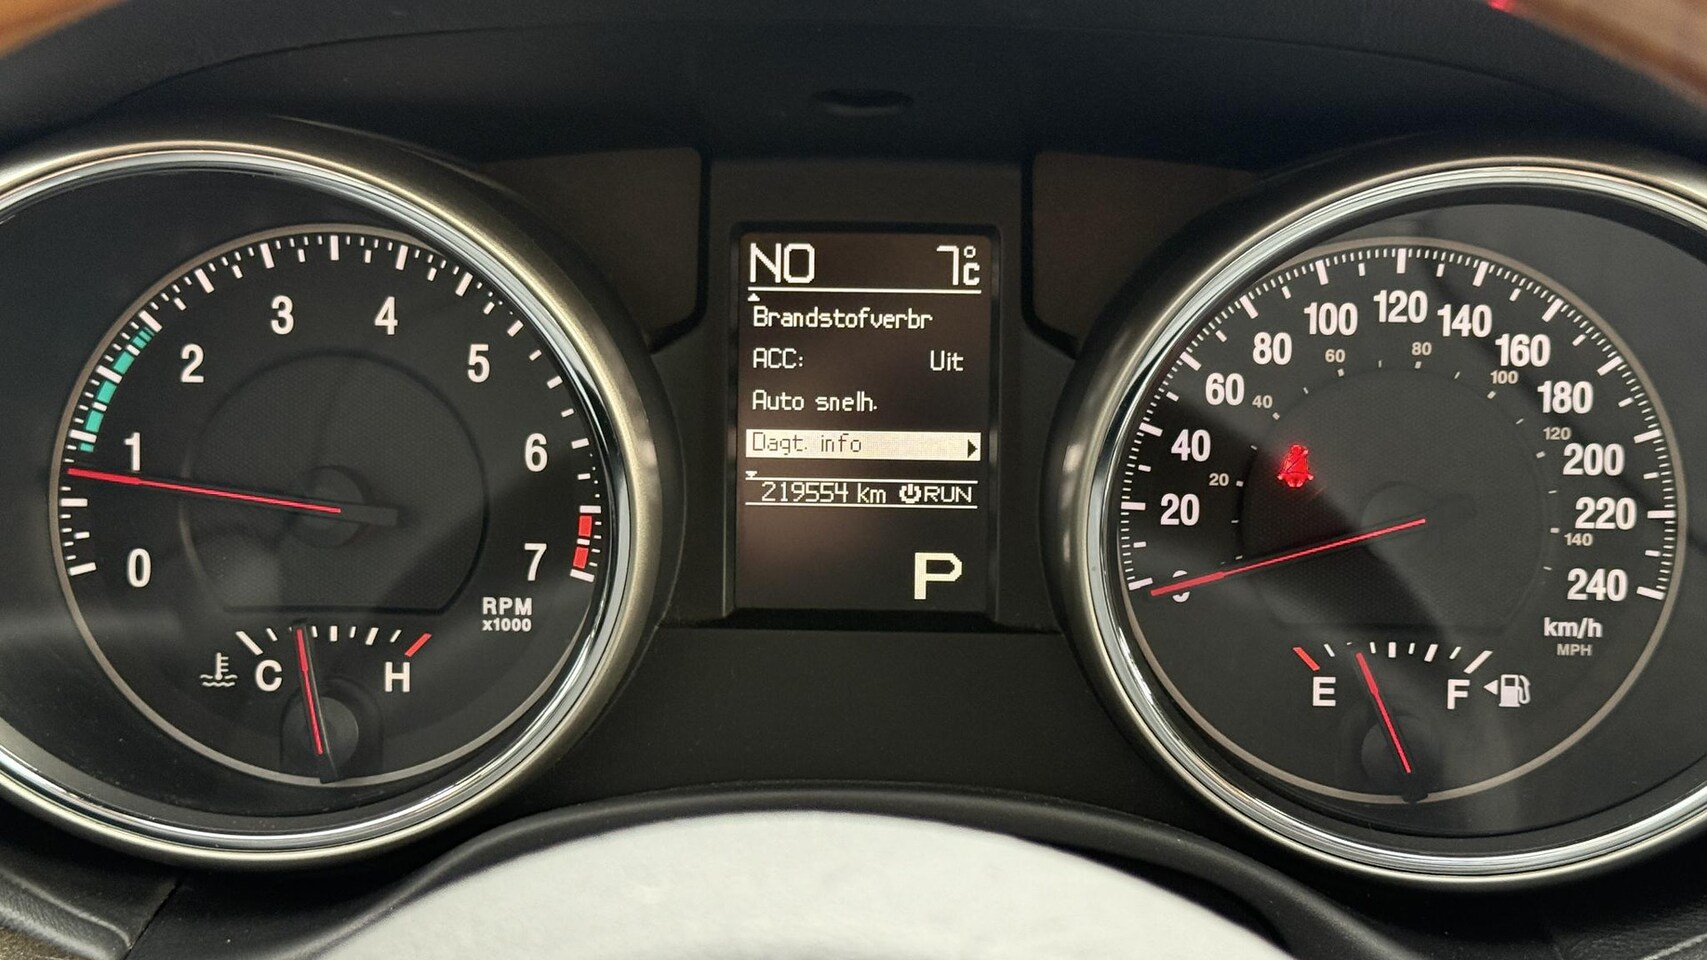 0
1
2
3
4
5
6
7
RPM
x1000
C
H
NO 7°C
Brandstofverbr
ACC: Uit
Auto snelh.
Dagt. info
219554 km RUN
P
0
20
40
60
80
100
120
140
160
180
200
220
240
km/h
MPH
20
40
60
80
100
120
140
E
F